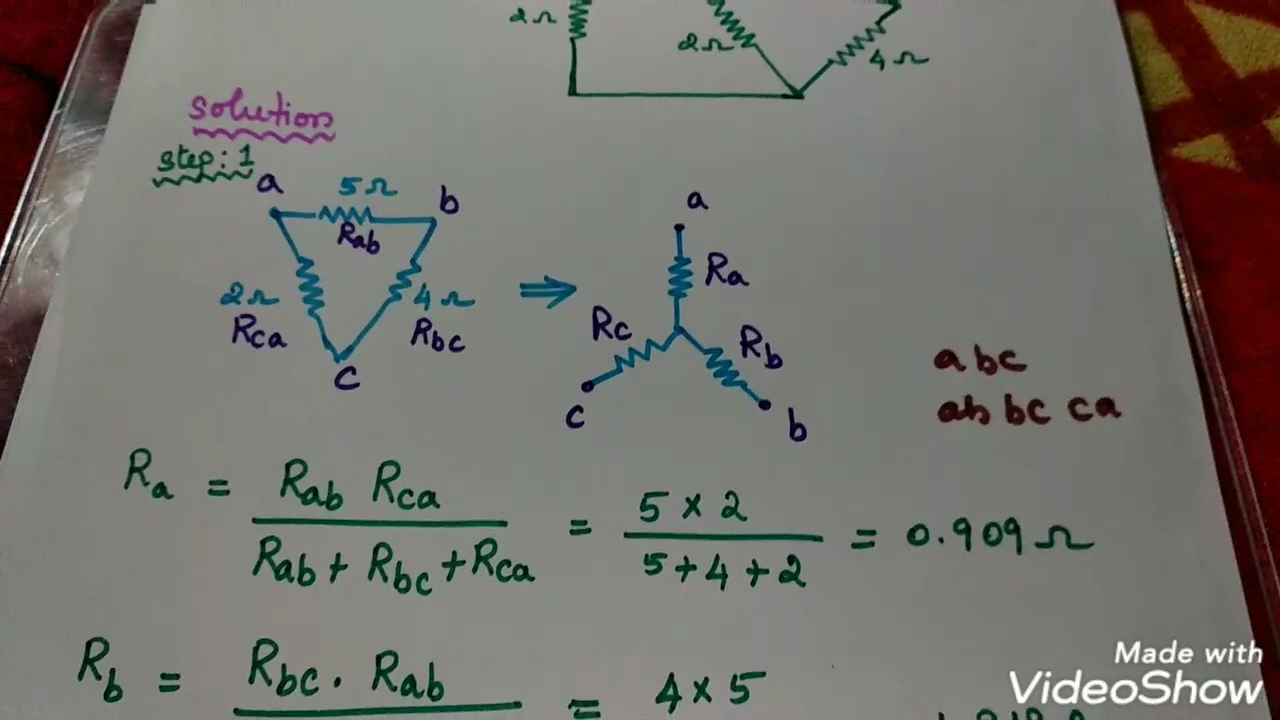 2Ω 2Ω 4Ω
solution
step: 1
a 5Ω b
Rab
2Ω 4Ω
Rca Rbc
c
⇒
a
Ra
Rc Rb
c b
abc
ab bc ca
Ra = Rab Rca / Rab + Rbc + Rca = 5 × 2 / 5 + 4 + 2 = 0.909 Ω
Rb = Rbc . Rab = 4 × 5
Made with
VideoShow